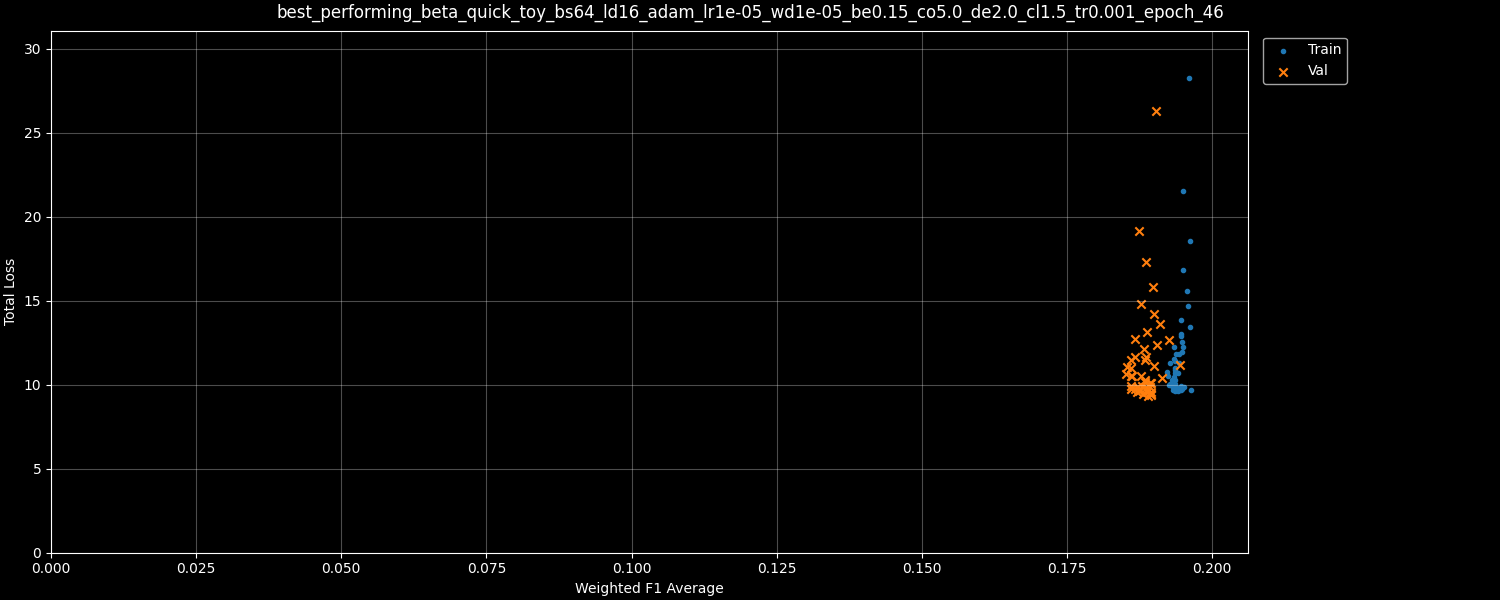 best_performing_beta_quick_toy_bs64_ld16_adam_lr1e-05_wd1e-05_be0.15_co5.0_de2.0_cl1.5_tr0.001_epoch_46
Train
Val
30
25
20
15
10
5
0
Total Loss
0.000 0.025 0.050 0.075 0.100 0.125 0.150 0.175 0.200
Weighted F1 Average